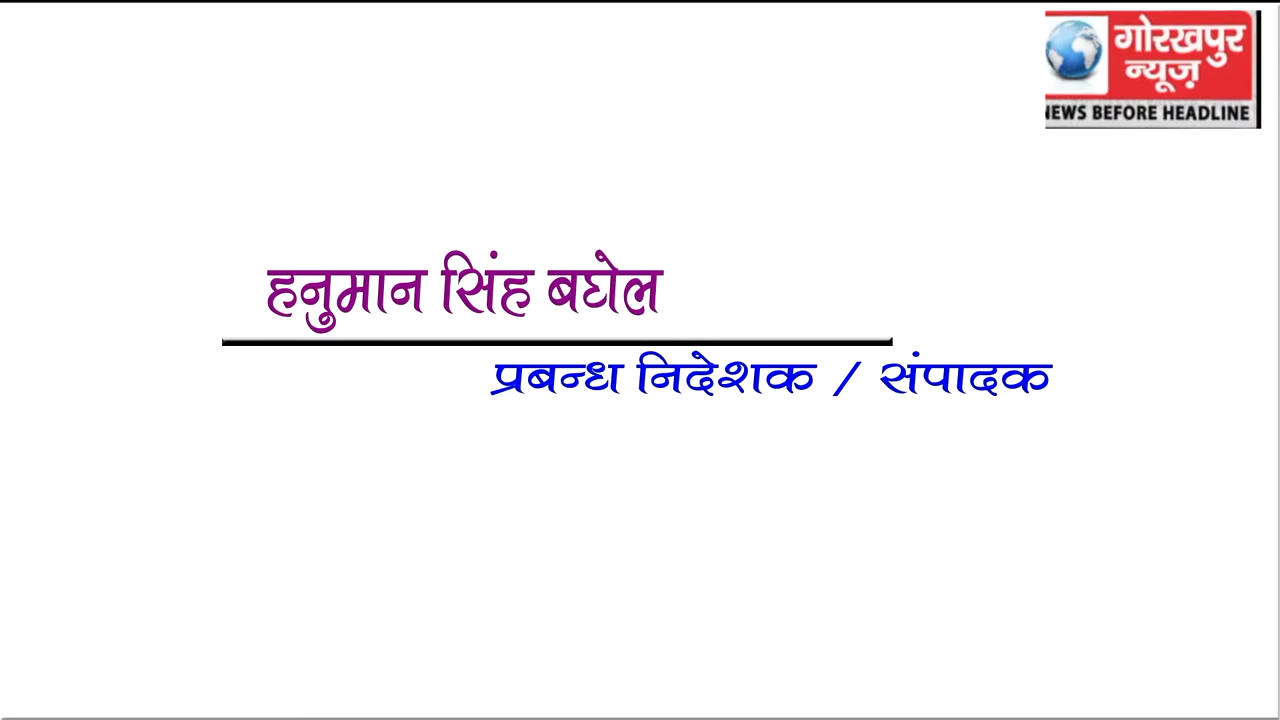 गोरखपुर
न्यूज़
NEWS BEFORE HEADLINE
हनुमान सिंह बघेल
प्रबन्ध निदेशक / संपादक